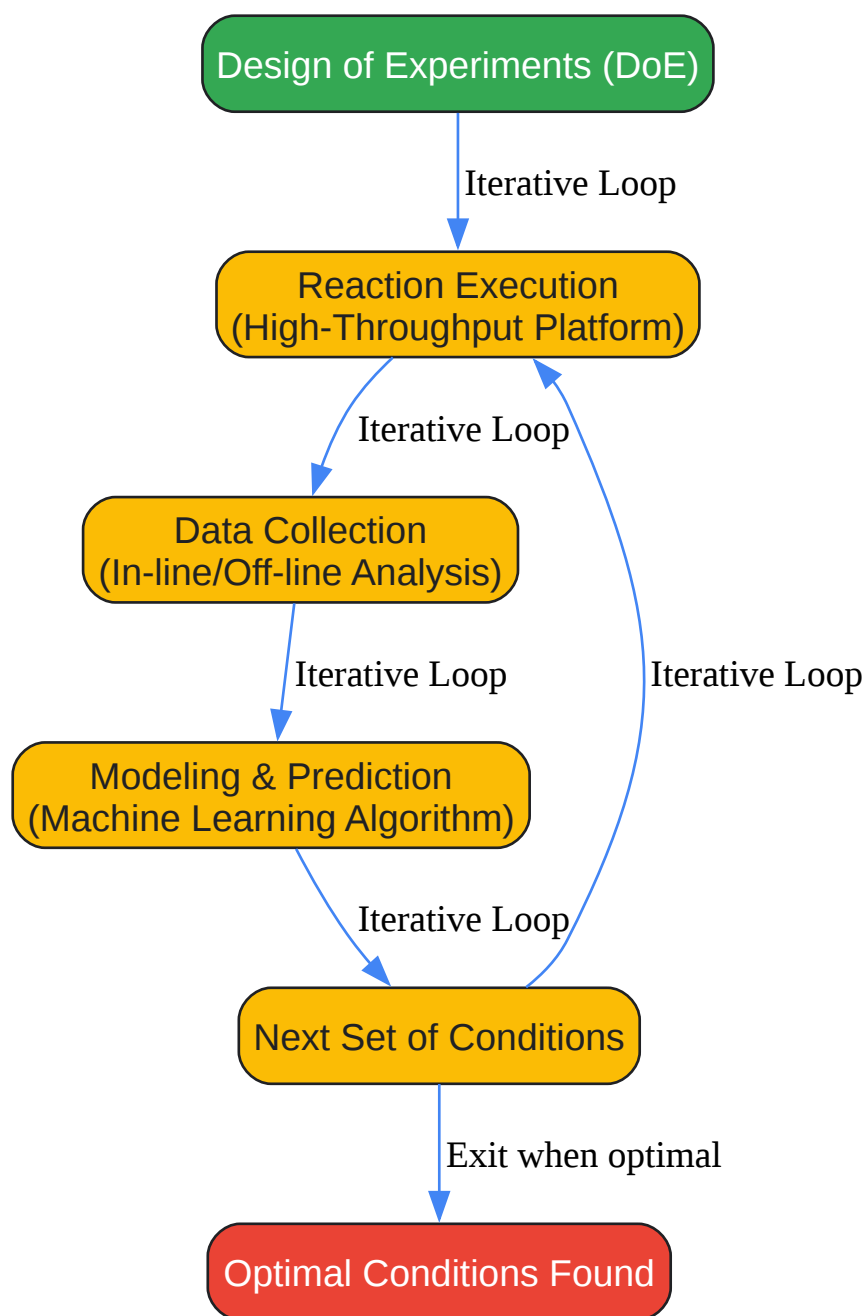 Design of Experiments (DoE)
Iterative Loop
Reaction Execution
(High-Throughput Platform)
Iterative Loop
Data Collection
(In-line/Off-line Analysis)
Iterative Loop
Iterative Loop
Modeling & Prediction
(Machine Learning Algorithm)
Iterative Loop
Next Set of Conditions
Exit when optimal
Optimal Conditions Found